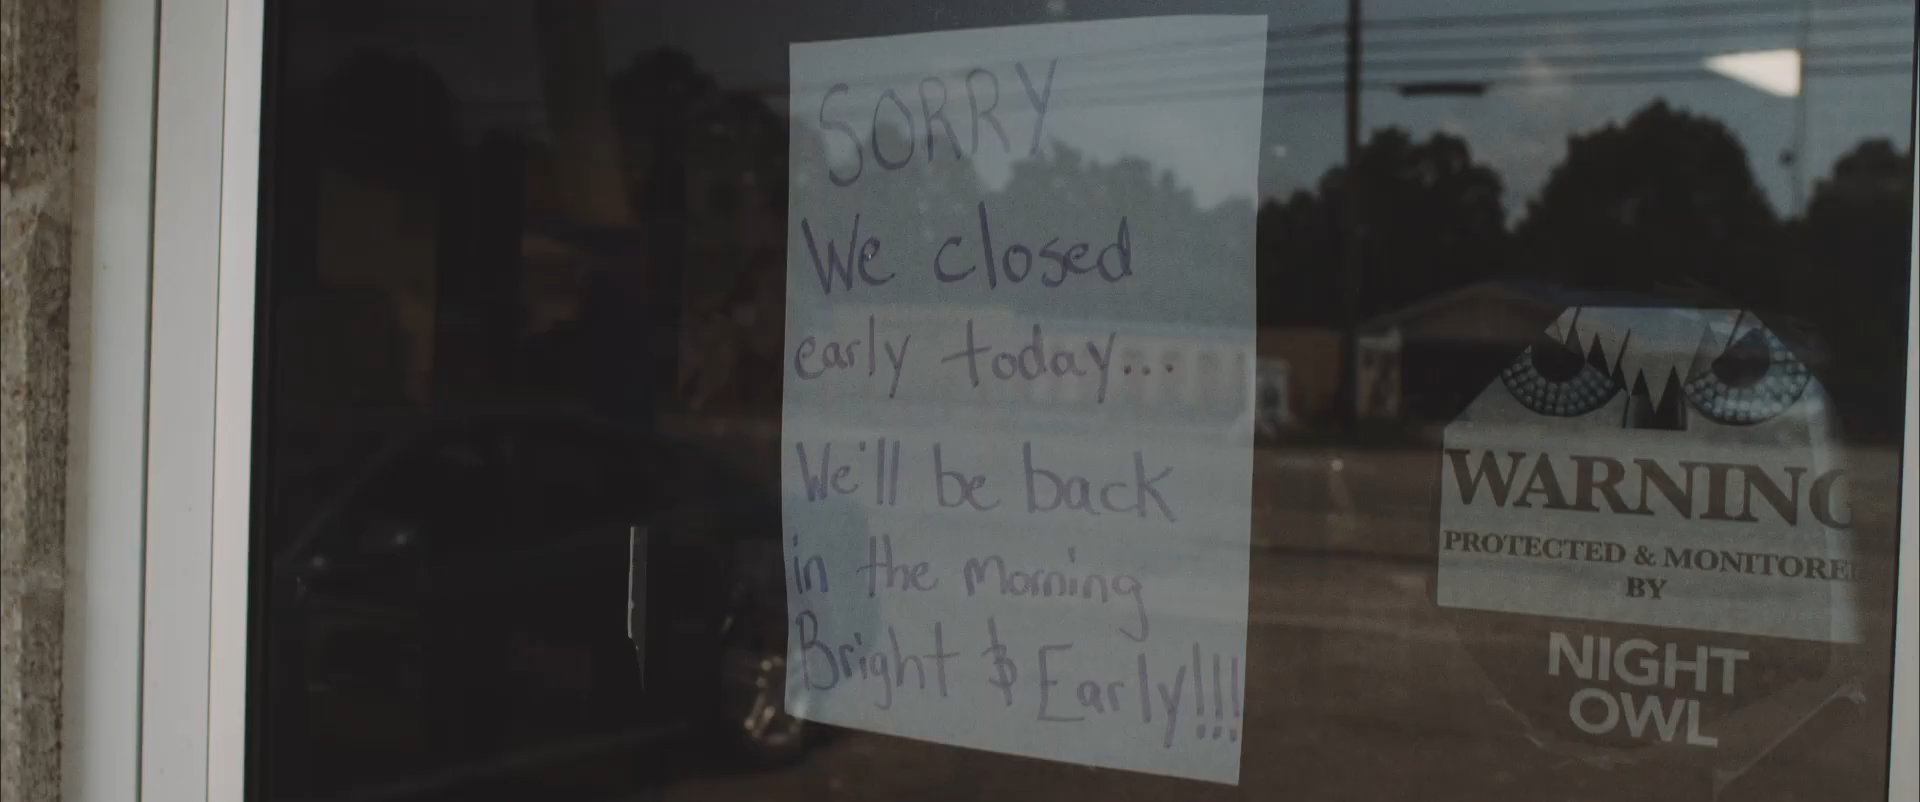 SORRY
We closed
early today...
We'll be back
in the morning
Bright & Early!!!
WARNING
PROTECTED & MONITORE
BY
NIGHT
OWL